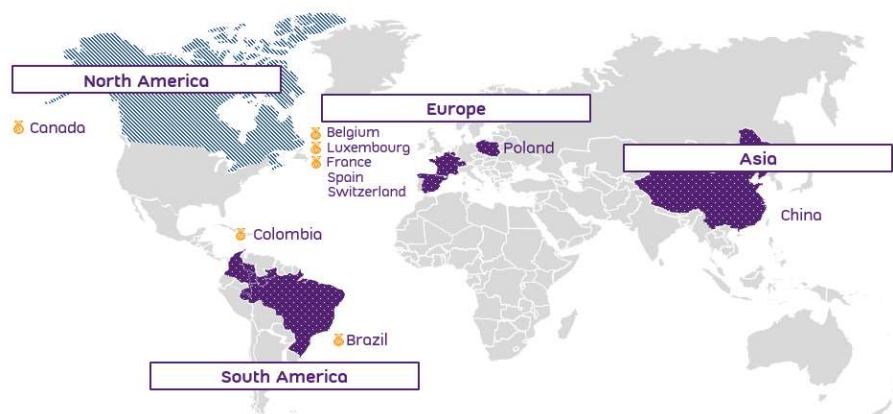 North America
Canada
Europe
Belgium
Luxembourg
France
Spain
Switzerland
Poland
Asia
China
Colombia
Brazil
South America